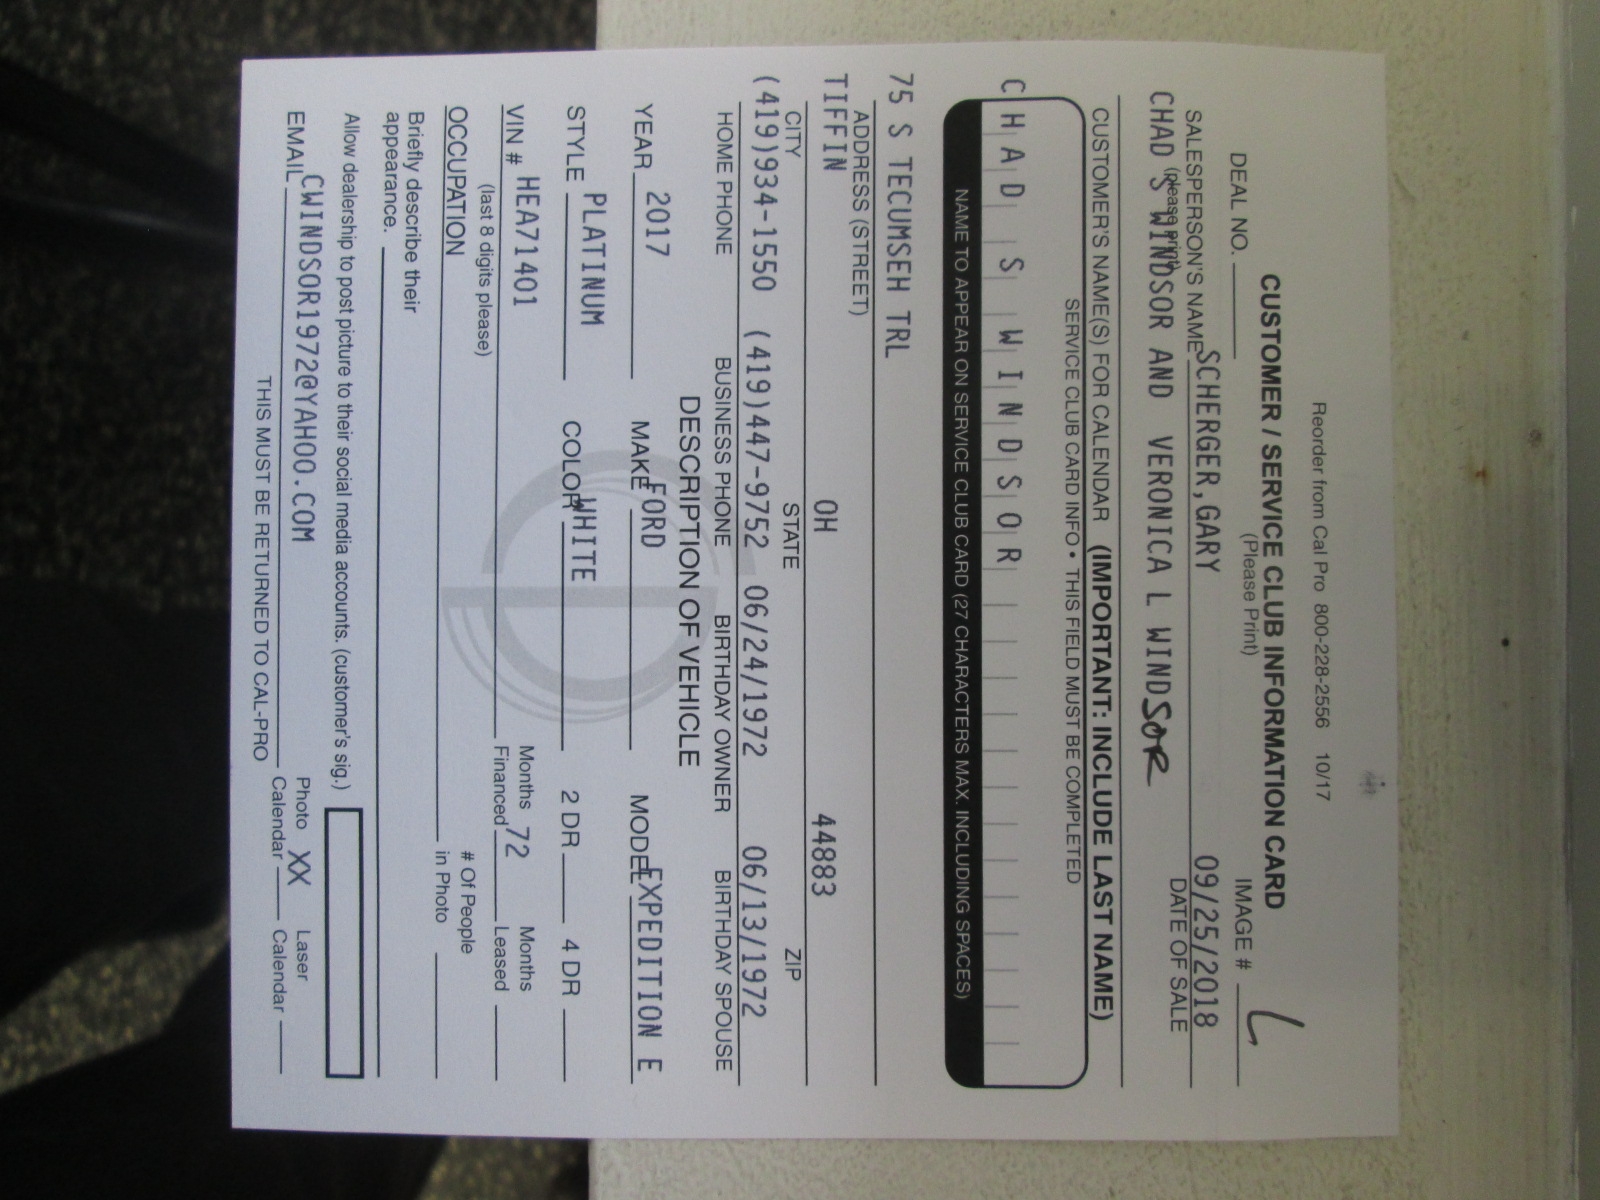 Reorder from Cal Pro 800-228-2556 10/17
CUSTOMER / SERVICE CLUB INFORMATION CARD
(Please Print)
DEAL NO. IMAGE #
SCHERGER,GARY 09/25/2018
SALESPERSON'S NAME DATE OF SALE
(please print)
CHAD S WINDSOR AND VERONICA L WINDSOR
CUSTOMER'S NAME(S) FOR CALENDAR (IMPORTANT: INCLUDE LAST NAME)
SERVICE CLUB CARD INFO • THIS FIELD MUST BE COMPLETED
CHAD S WINDSOR
NAME TO APPEAR ON SERVICE CLUB CARD (27 CHARACTERS MAX. INCLUDING SPACES)
75 S TECUMSEH TRL
ADDRESS (STREET)
TIFFIN OH 44883
CITY STATE ZIP
(419)934-1550 (419)447-9752 06/24/1972 06/13/1972
HOME PHONE BUSINESS PHONE BIRTHDAY OWNER BIRTHDAY SPOUSE
DESCRIPTION OF VEHICLE
YEAR 2017 MAKE FORD MODEL EXPEDITION E
STYLE PLATINUM COLOR WHITE 2 DR 4 DR
VIN # HEA71401 Months Financed 72 Months Leased
(last 8 digits please)
OCCUPATION # Of People in Photo
Briefly describe their
appearance.
Allow dealership to post picture to their social media accounts. (customer's sig.)
EMAIL CWINDSOR1972@YAHOO.COM Photo Calendar XX Laser Calendar
THIS MUST BE RETURNED TO CAL-PRO